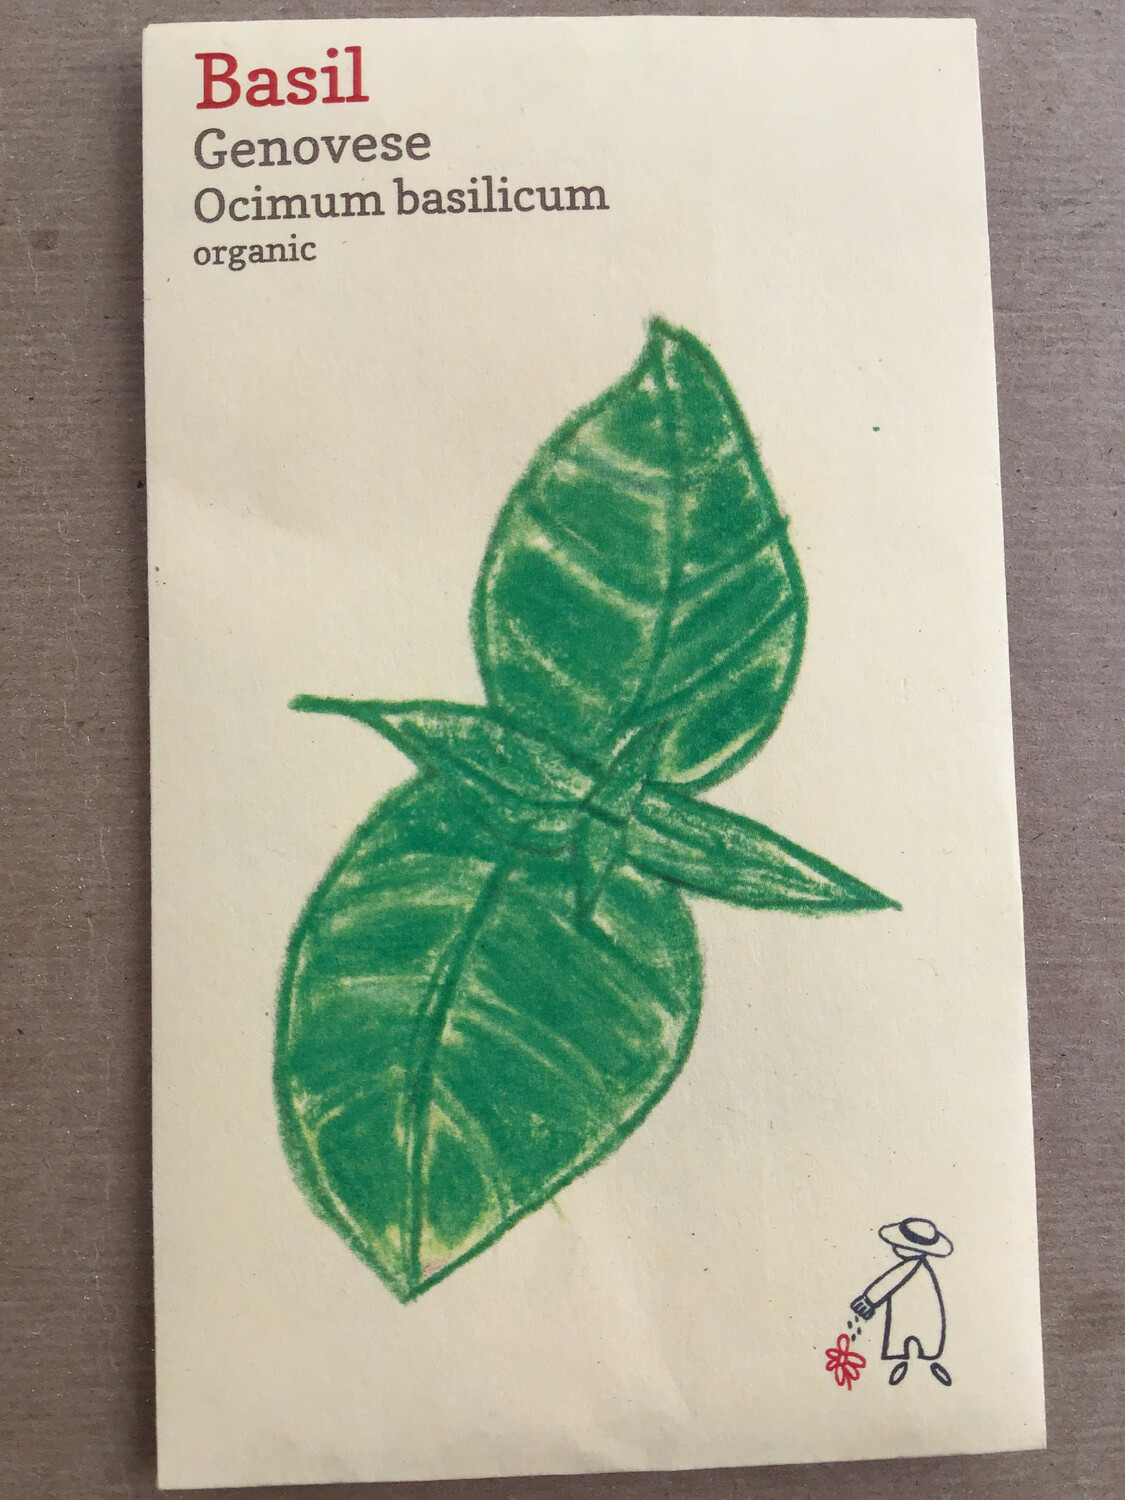 Basil
Genovese
Ocimum basilicum
organic